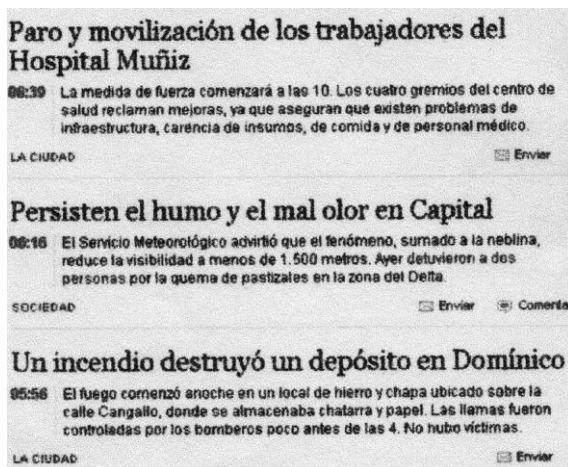 Paro y movilización de los trabajadores del
Hospital Muñiz
06:39 La medida de fuerza comenzará a las 10. Los cuatro gremios del centro de
salud reclaman mejoras, ya que aseguran que existen problemas de
infraestructura, carencia de insumos, de comida y de personal médico.
LA CIUDAD Enviar
Persisten el humo y el mal olor en Capital
06:16 El Servicio Meteorológico advirtió que el fenómeno, sumado a la neblina,
reduce la visibilidad a menos de 1.500 metros. Ayer detuvieron a dos
personas por la quema de pastizales en la zona del Delta.
SOCIEDAD Enviar Comenta
Un incendio destruyó un depósito en Domínico
05:56 El fuego comenzó anoche en un local de hierro y chapa ubicado sobre la
calle Cangallo, donde se almacenaba chatarra y papel. Las llamas fueron
controladas por los bomberos poco antes de las 4. No hubo víctimas.
LA CIUDAD Enviar